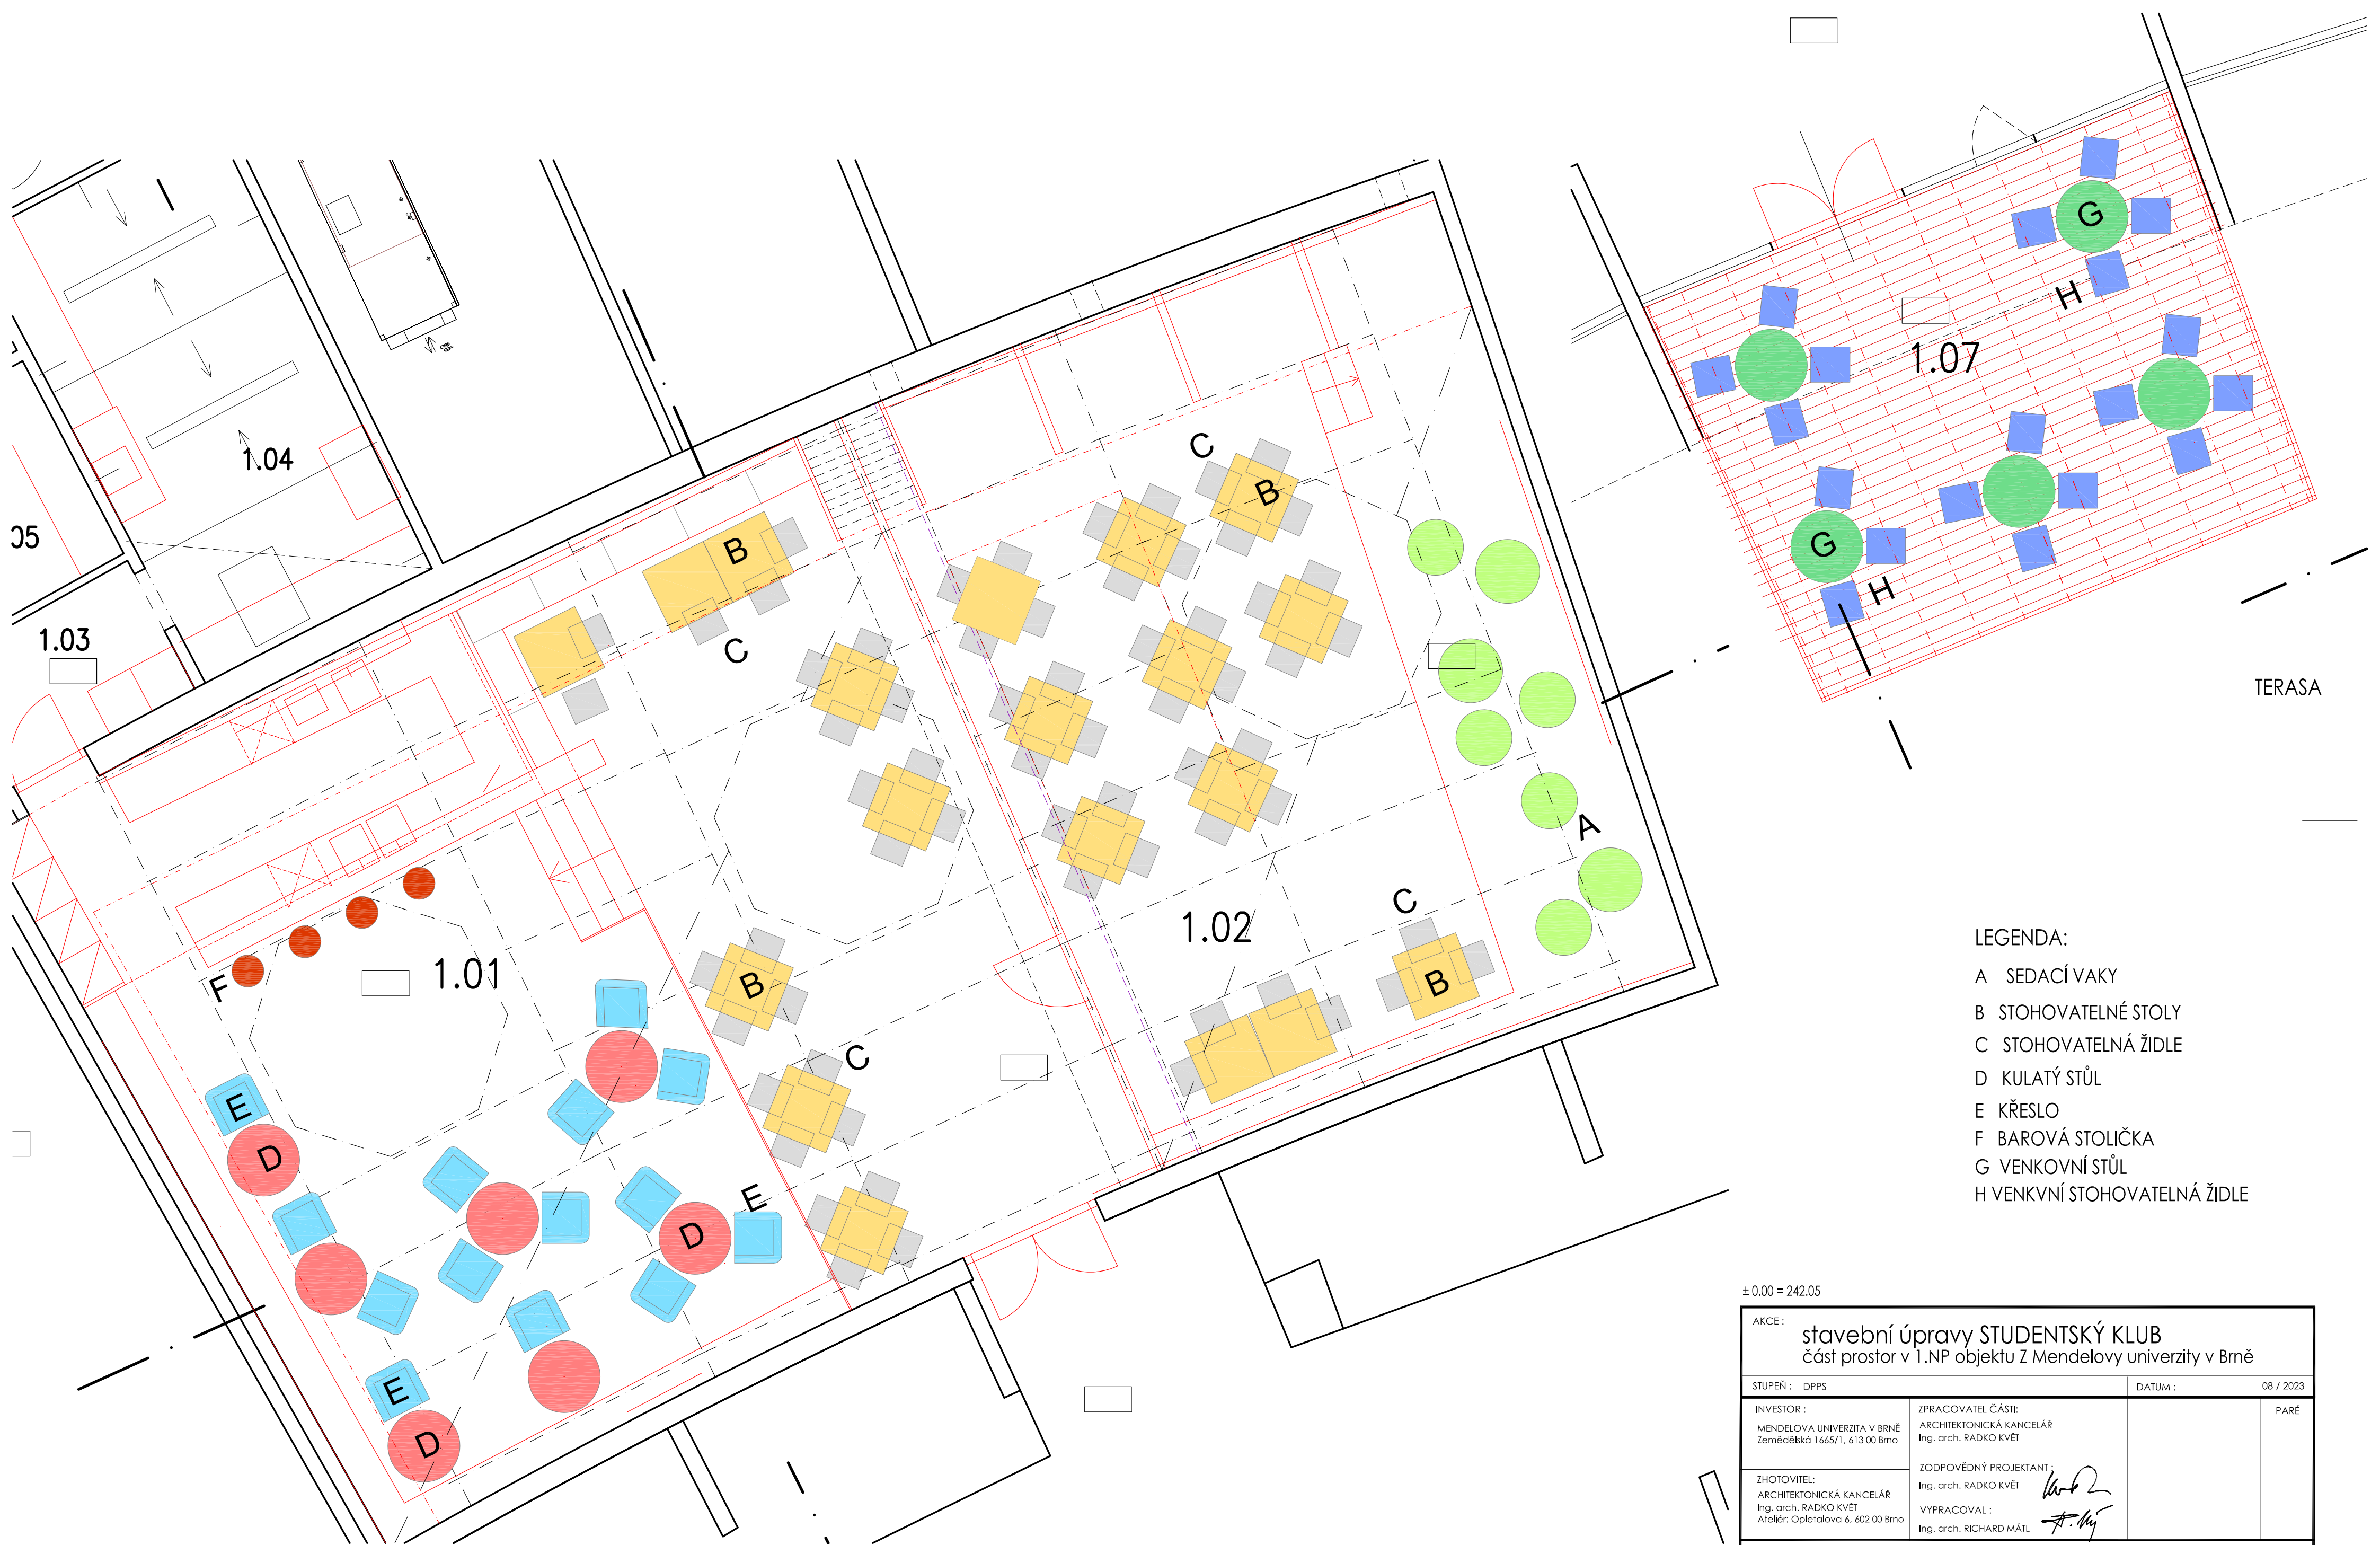 G
H
1.07
C
B
1.04
05
B
G
H
1.03
C
TERASA
A
C
1.02
F
1.01
B
B
C
E
D
E
D
E
D
LEGENDA:
A SEDACÍ VAKY
B STOHOVATELNÉ STOLY
C STOHOVATELNÁ ŽIDLE
D KULATÝ STŮL
E KŘESLO
F BAROVÁ STOLIČKA
G VENKOVNÍ STŮL
H VENKVNÍ STOHOVATELNÁ ŽIDLE
± 0.00 = 242.05
AKCE :
stavební úpravy STUDENTSKÝ KLUB
část prostor v 1.NP objektu Z Mendelovy univerzity v Brně
STUPEŇ : DPPS
DATUM : 08 / 2023
INVESTOR :
MENDELOVA UNIVERZITA V BRNĚ
Zemědělská 1665/1, 613 00 Brno
ZPRACOVATEL ČÁSTI:
ARCHITEKTONICKÁ KANCELÁŘ
Ing. arch. RADKO KVĚT
PARÉ
ZHOTOVITEL:
ARCHITEKTONICKÁ KANCELÁŘ
Ing. arch. RADKO KVĚT
Ateliér: Opletalova 6, 602 00 Brno
ZODPOVĚDNÝ PROJEKTANT :
Ing. arch. RADKO KVĚT
VYPRACOVAL :
Ing. arch. RICHARD MÁTL